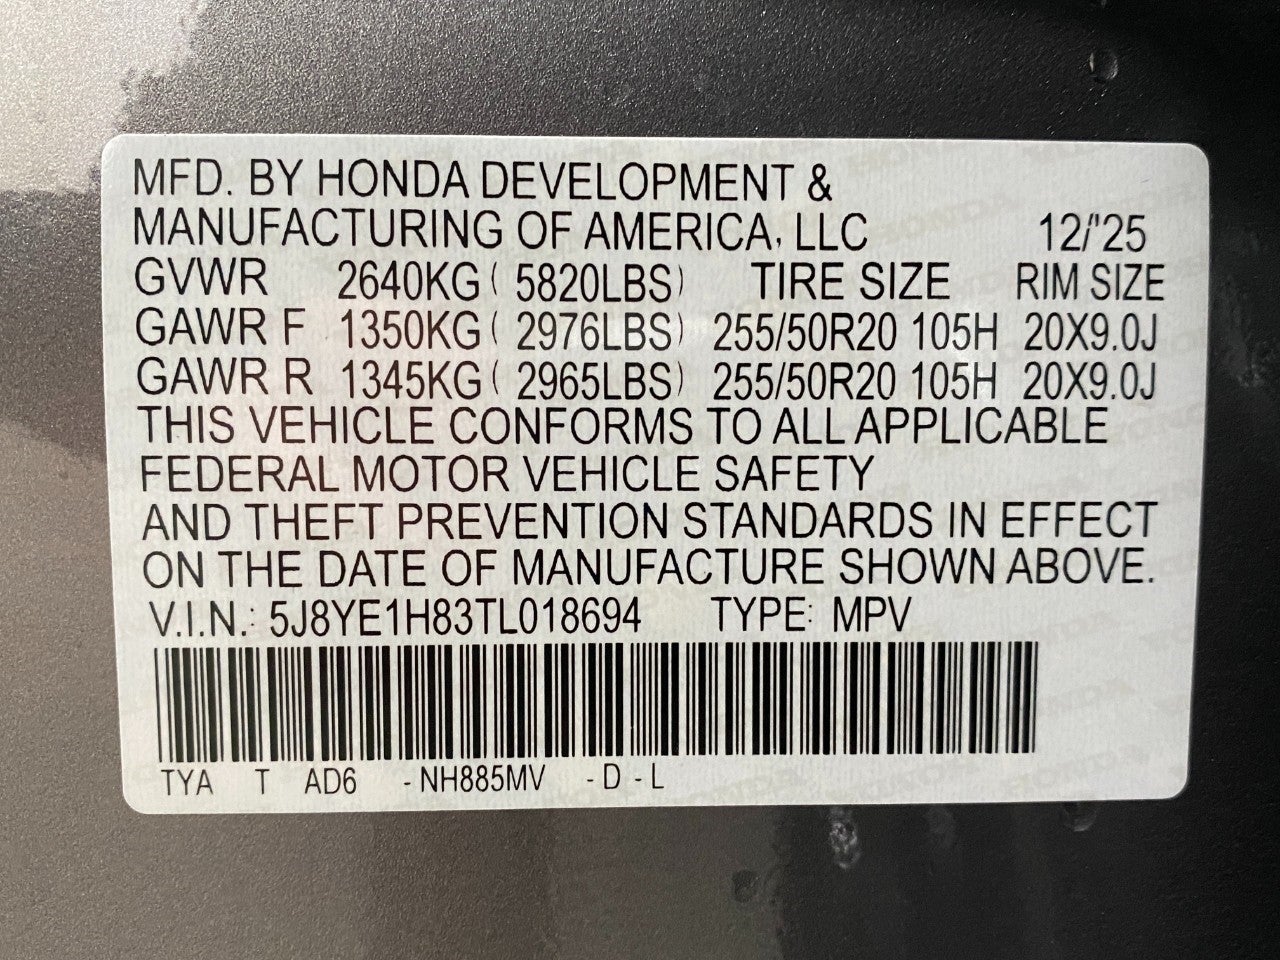 MFD. BY HONDA DEVELOPMENT &
MANUFACTURING OF AMERICA, LLC 12/'25
GVWR 2640KG ( 5820LBS) TIRE SIZE RIM SIZE
GAWR F 1350KG ( 2976LBS) 255/50R20 105H 20X9.0J
GAWR R 1345KG ( 2965LBS) 255/50R20 105H 20X9.0J
THIS VEHICLE CONFORMS TO ALL APPLICABLE
FEDERAL MOTOR VEHICLE SAFETY
AND THEFT PREVENTION STANDARDS IN EFFECT
ON THE DATE OF MANUFACTURE SHOWN ABOVE.
V.I.N.: 5J8YE1H83TL018694 TYPE: MPV
TYA T AD6 -NH885MV -D-L